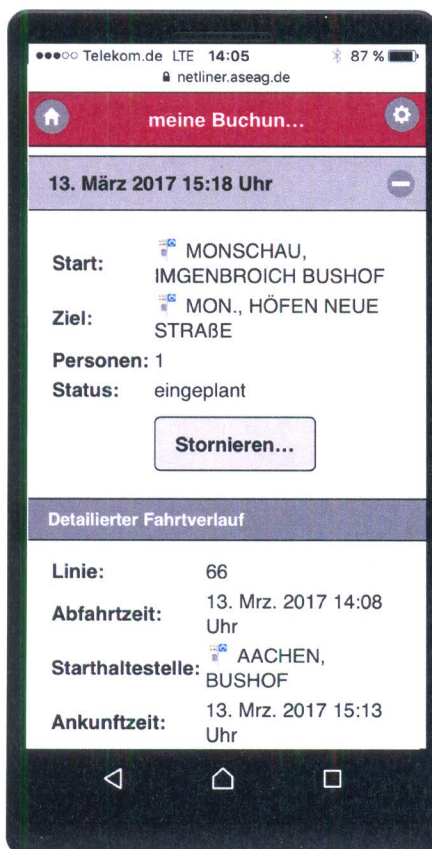 ●●●○○ Telekom.de LTE 14:05 87 %
netliner.aseag.de
meine Buchun...
13. März 2017 15:18 Uhr
Start: MONSCHAU,
IMGENBROICH BUSHOF
Ziel: MON., HÖFEN NEUE
STRAßE
Personen: 1
Status: eingeplant
Stornieren...
Detailierter Fahrtverlauf
Linie: 66
Abfahrtzeit: 13. Mrz. 2017 14:08
Uhr
Starthaltestelle: AACHEN,
BUSHOF
Ankunftzeit: 13. Mrz. 2017 15:13
Uhr